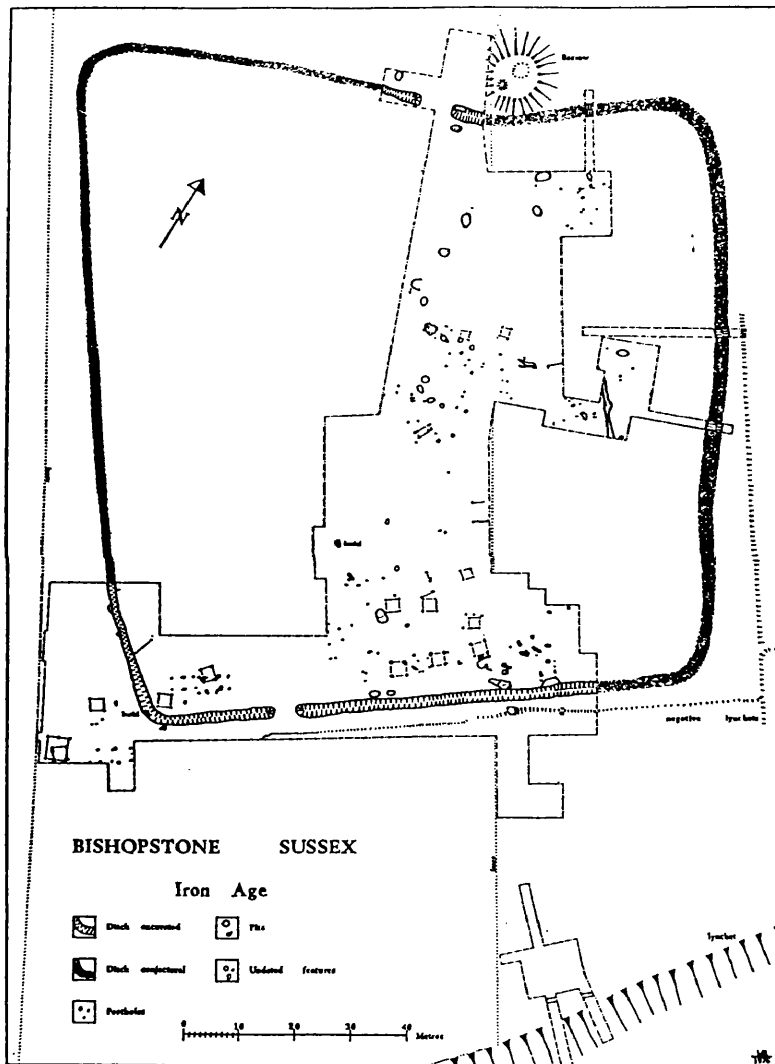 Barrow
N
burial
burial
negative lynchets
BISHOPSTONE SUSSEX
Iron Age
Ditch excavated
Pits
Ditch conjectural
Undated features
Postholes
0 10 20 30 40
Metres
lynchet